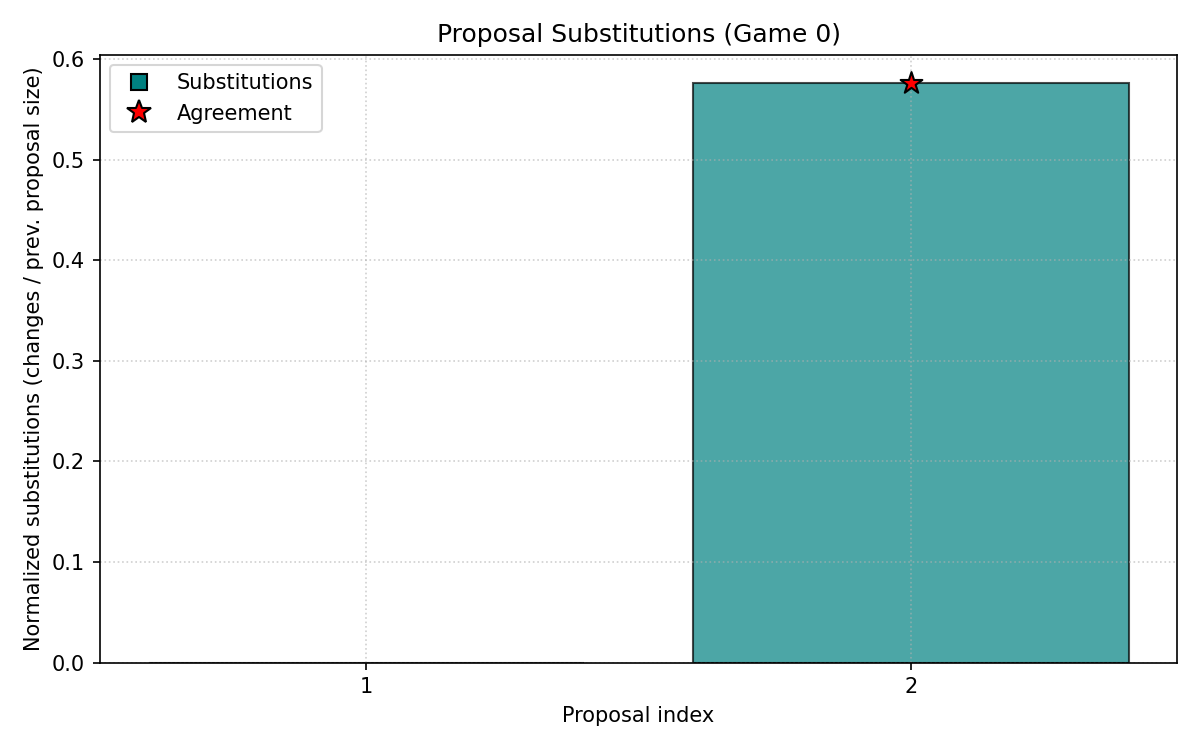 Proposal Substitutions (Game 0)
Substitutions
Agreement
Normalized substitutions (changes / prev. proposal size)
0.6
0.5
0.4
0.3
0.2
0.1
0.0
1
2
Proposal index